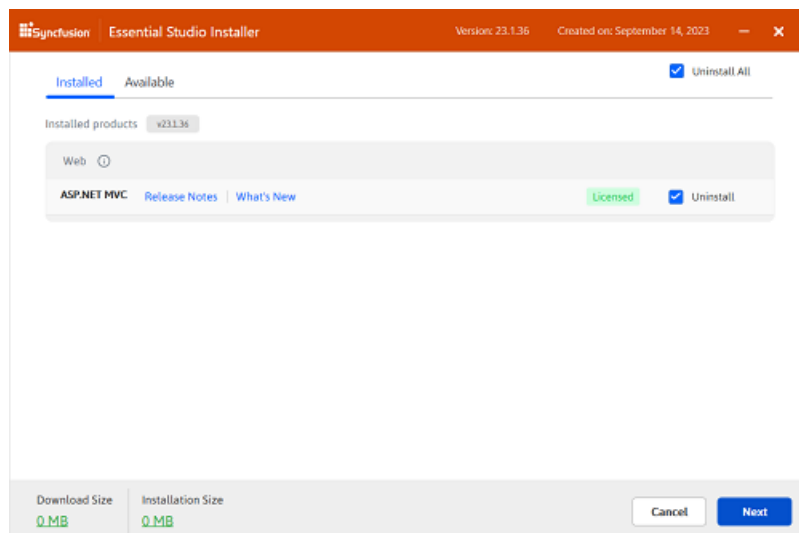 Syncfusion Essential Studio Installer Version: 23.1.36 Created on: September 14, 2023
Uninstall All
Installed Available
Installed products v23.1.36
Web
ASP.NET MVC Release Notes What's New Licensed Uninstall
Download Size Installation Size
0 MB 0 MB
Cancel Next